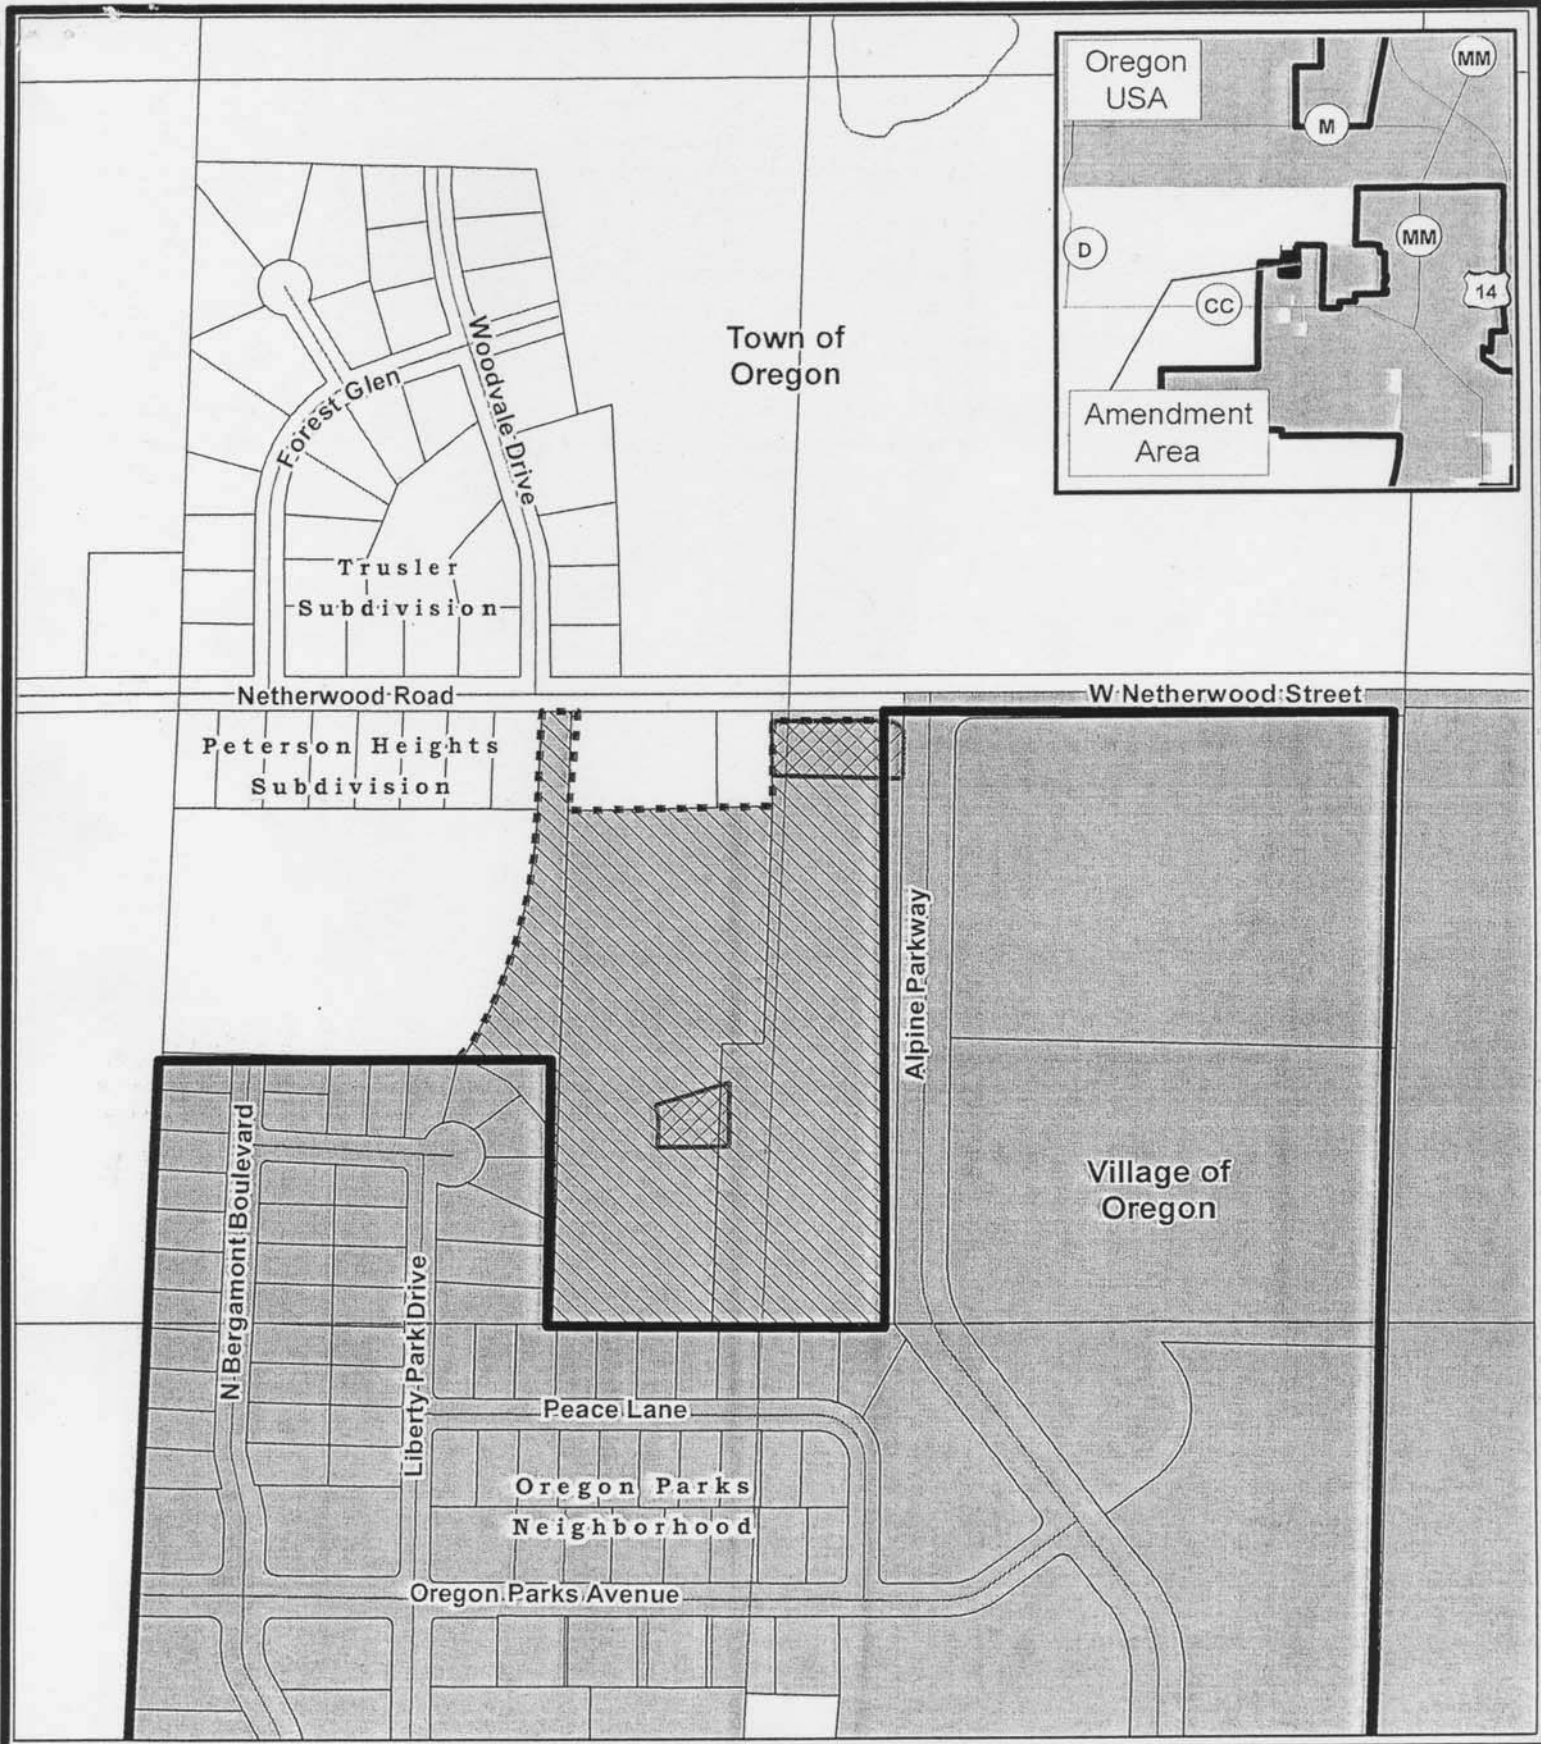 Oregon
USA
MM
M
D
MM
CC
14
Amendment
Area
Town of
Oregon
Woodvale Drive
Forest Glen
Trusler
Subdivision
Netherwood Road
W Netherwood Street
Peterson Heights
Subdivision
Alpine Parkway
Village of
Oregon
N Bergamont Boulevard
Liberty Park Drive
Peace Lane
Oregon Parks
Neighborhood
Oregon Parks Avenue